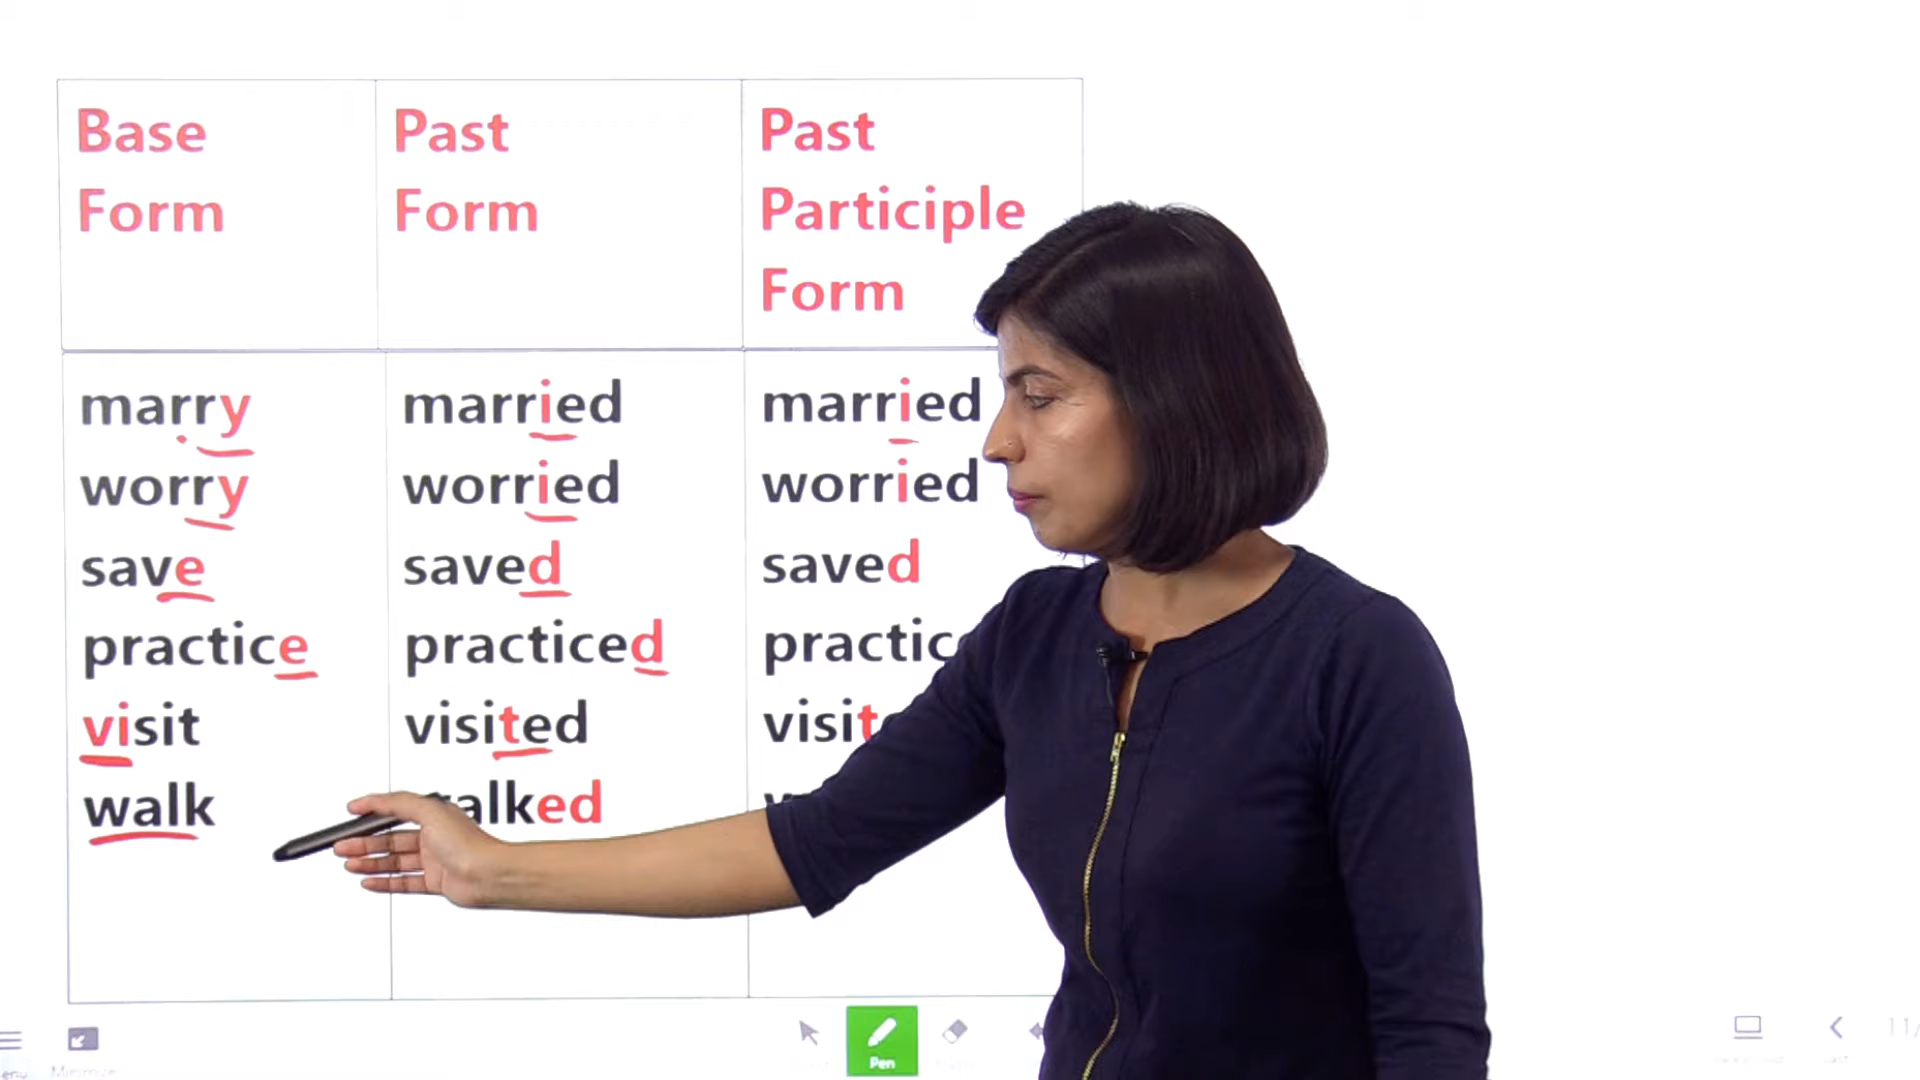 Base Form
Past Form
Past Participle Form
marry married married
worry worried worried
save saved saved
practice practiced
visit visited
walk
Pen